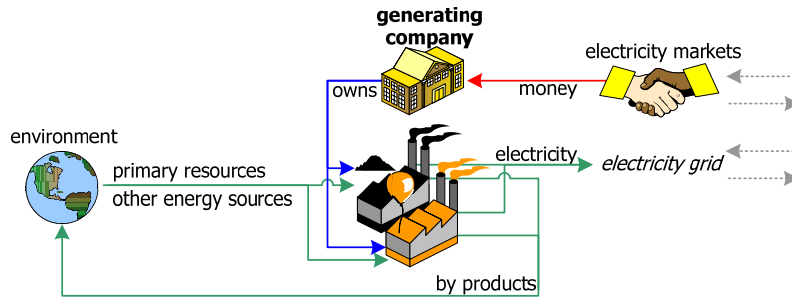 generating
company
electricity markets
owns
money
environment
electricity
electricity grid
primary resources
other energy sources
by products